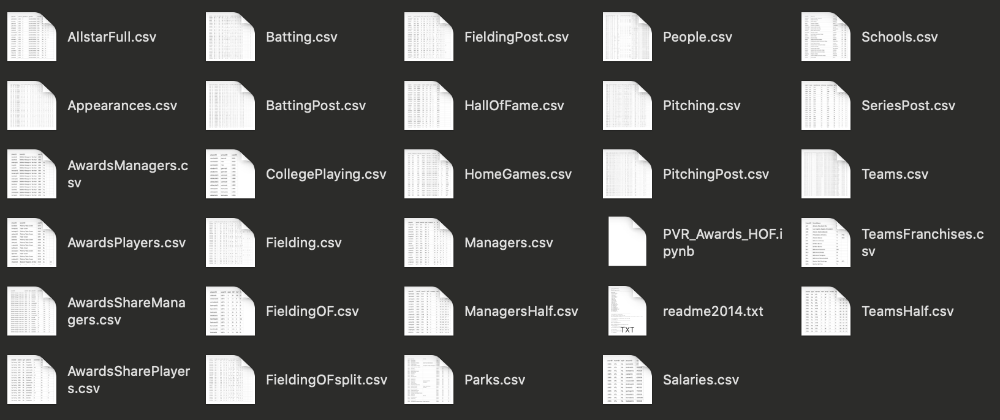 AllstarFull.csv
Appearances.csv
AwardsManagers.c
sv
AwardsPlayers.csv
AwardsShareMana
gers.csv
AwardsSharePlayer
s.csv
Batting.csv
BattingPost.csv
CollegePlaying.csv
Fielding.csv
FieldingOF.csv
FieldingOFsplit.csv
FieldingPost.csv
HallOfFame.csv
HomeGames.csv
Managers.csv
ManagersHalf.csv
Parks.csv
People.csv
Pitching.csv
PitchingPost.csv
PVR_Awards_HOF.i
pynb
TXT
readme2014.txt
Salaries.csv
Schools.csv
SeriesPost.csv
Teams.csv
TeamsFranchises.c
sv
TeamsHalf.csv